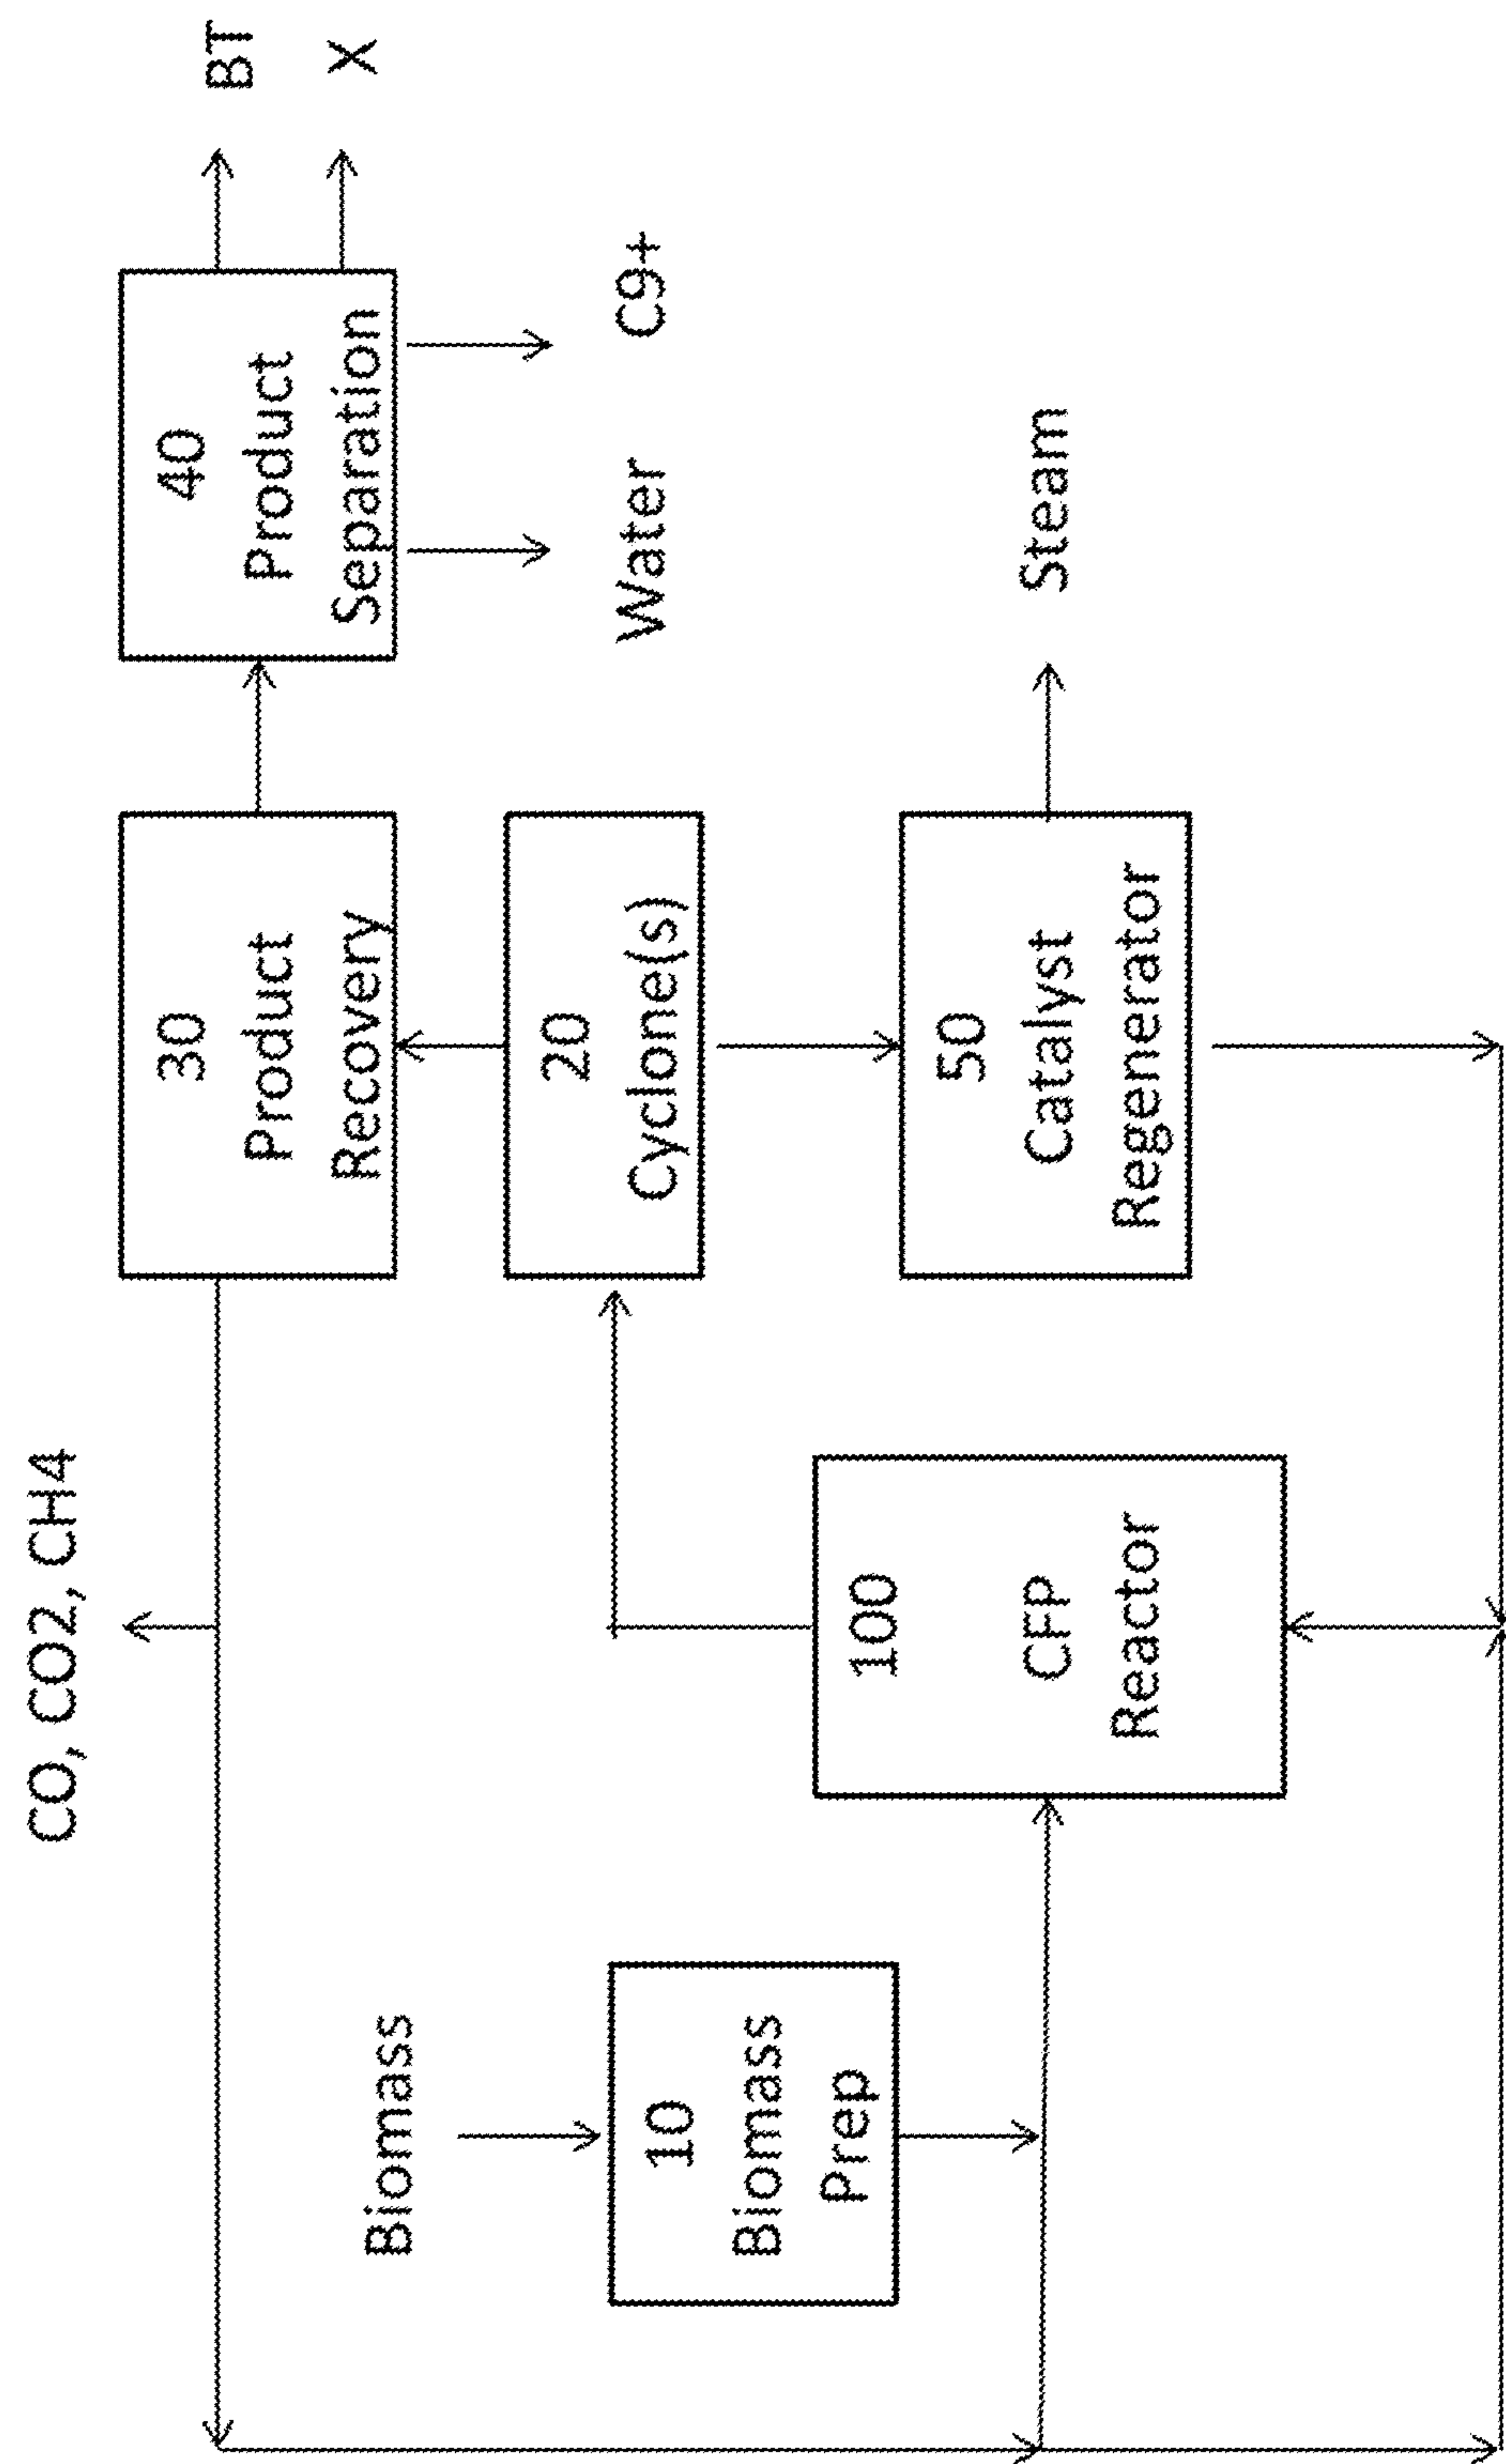 CO, CO2, CH4
30
Product
Recovery
40
Product
Separation
BT
X
Biomass
20
Cyclone(s)
Water
C9+
10
Biomass
Prep
100
CFP
Reactor
50
Catalyst
Regenerator
Steam